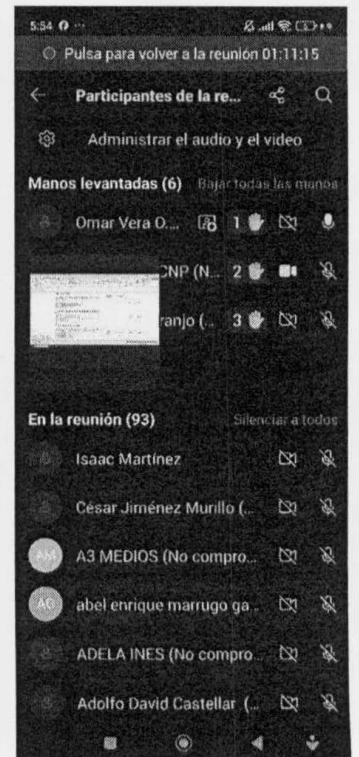 5:54
Pulsa para volver a la reunión 01:11:15
Participantes de la re...
Administrar el audio y el video
Manos levantadas (6) Bajar todas las manos
Omar Vera O.... 1
CNP (N... 2
ranjo (... 3
En la reunión (93) Silenciar a todos
Isaac Martínez
César Jiménez Murillo (...
AM A3 MEDIOS (No compro...
AG abel enrique marrugo ga...
ADELA INES (No compro...
Adolfo David Castellar (...